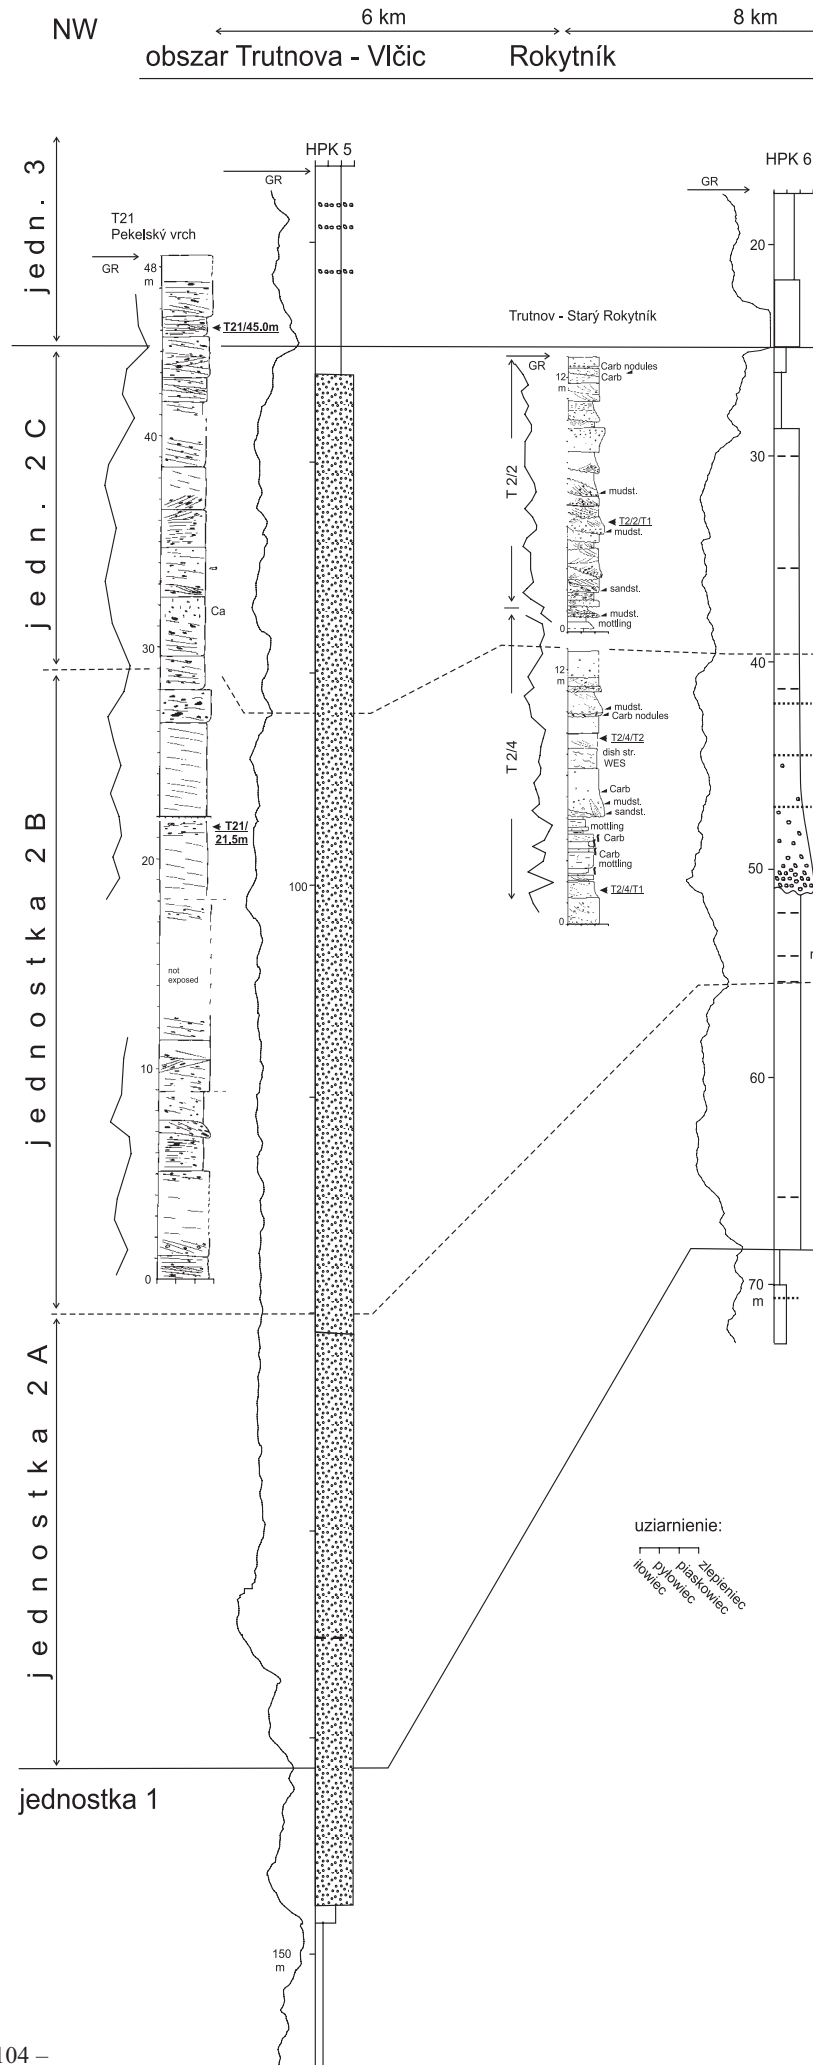 NW
6 km
8 km
obszar Trutnova - Vlčic
Rokytník
jedn. 3
jedn. 2 C
jednostka 2 B
jednostka 2 A
jednostka 1
T21
Pekelský vrch
GR
48
m
T21/45.0m
40
Ca
30
T21/
21.5m
20
not
exposed
10
0
HPK 5
GR
100
150
m
Trutnov - Starý Rokytník
GR
T 2/2
12
m
Carb nodules
Carb
mudst.
T2/2/T1
mudst.
sandst.
mudst.
mottling
0
T 2/4
12
m
mudst.
Carb nodules
T2/4/T2
dish str.
WES
Carb
mudst.
sandst.
mottling
Carb
Carb
mottling
T2/4/T1
0
HPK 6
GR
20
30
40
50
60
70
m
uziarnienie:
iłowiec
pyłowiec
piaskowiec
zlepieniec
104 –